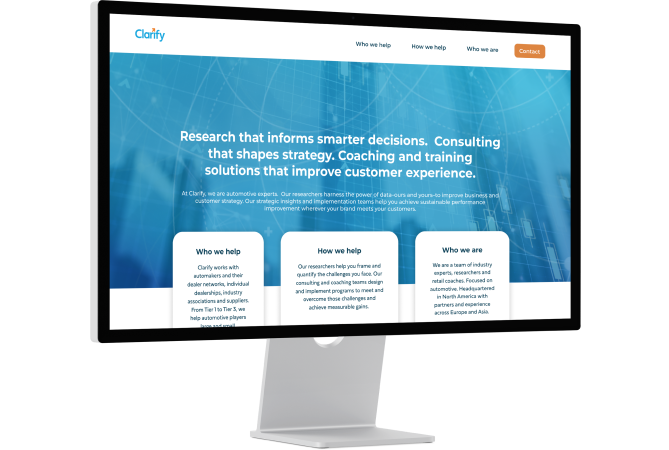 Clarify
Who we help
How we help
Who we are
Contact
Research that informs smarter decisions. Consulting
that shapes strategy. Coaching and training
solutions that improve customer experience.
At Clarify, we are automotive experts. Our researchers harness the power of data-ours and yours-to improve business and
customer strategy. Our strategic insights and implementation teams help you achieve sustainable performance
improvement wherever your brand meets your customers.
Who we help
Clarify works with
automakers and their
dealer networks, individual
dealerships, industry
associations and suppliers.
From Tier 1 to Tier 3, we
help automotive players
large and small
How we help
Our researchers help you frame and
quantify the challenges you face. Our
consulting and coaching teams design
and implement programs to meet and
overcome those challenges and
achieve measurable gains.
Who we are
We are a team of industry
experts, researchers and
retail coaches. Focused on
automotive. Headquartered
in North America with
partners and experience
across Europe and Asia.